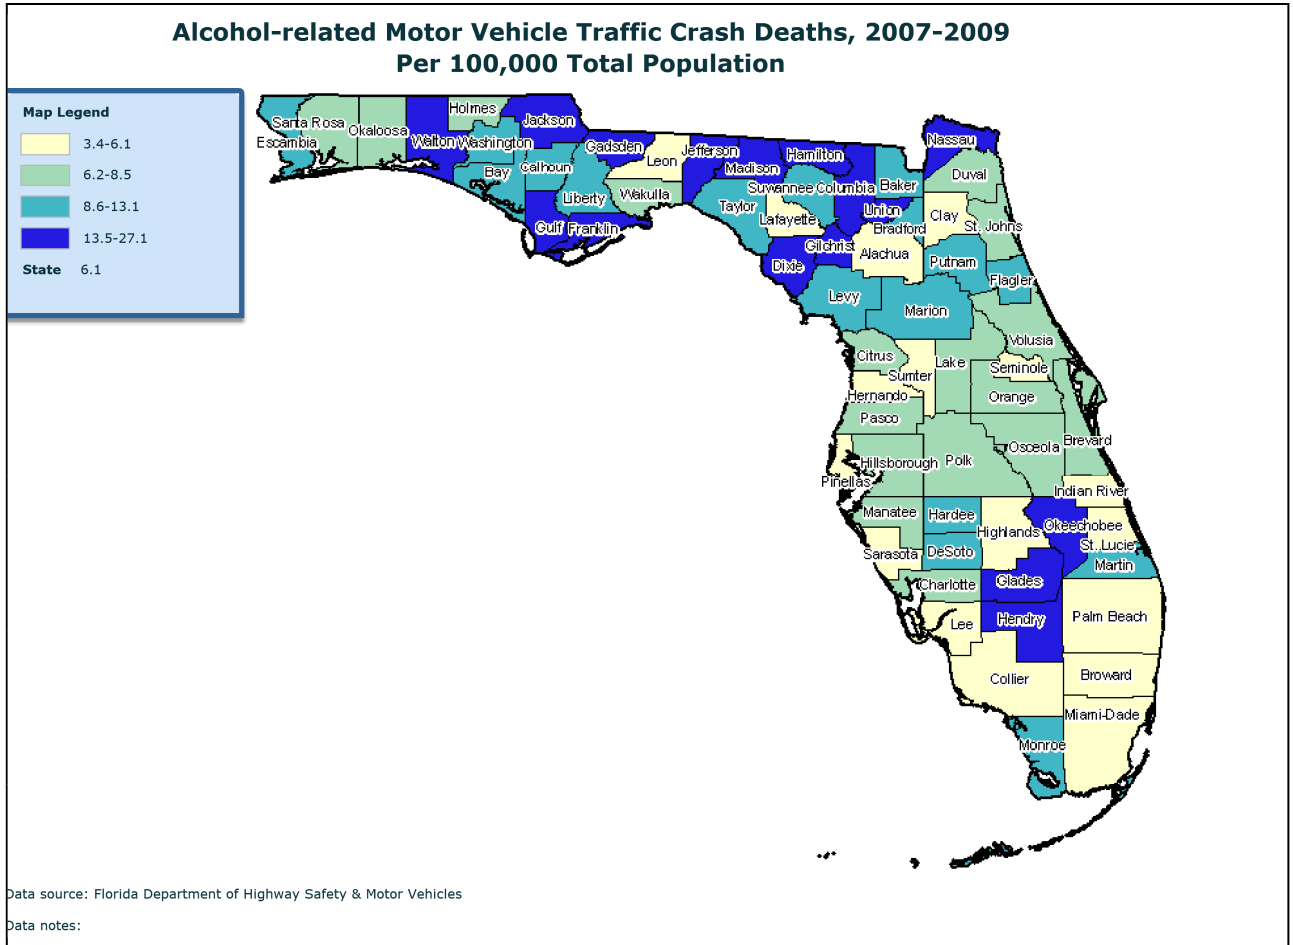 Alcohol-related Motor Vehicle Traffic Crash Deaths, 2007-2009
Per 100,000 Total Population
Map Legend
3.4-6.1
6.2-8.5
8.6-13.1
13.5-27.1
State 6.1
Holmes
Jackson
Santa Rosa
Okaloosa
Escambia
Walton
Washington
Bay
Calhoun
Gadsden
Leon
Liberty
Wakulla
Gulf
Franklin
Jefferson
Madison
Hamilton
Taylor
Suwannee
Columbia
Baker
Nassau
Duval
Lafayette
Union
Bradford
Clay
St. Johns
Gilchrist
Alachua
Dixie
Putnam
Flagler
Levy
Marion
Volusia
Citrus
Sumter
Lake
Seminole
Hernando
Orange
Pasco
Osceola
Brevard
Hillsborough
Polk
Pinellas
Indian River
Manatee
Hardee
Highlands
Okeechobee
Sarasota
DeSoto
St. Lucie
Martin
Charlotte
Glades
Lee
Hendry
Palm Beach
Collier
Broward
Miami-Dade
Monroe
Data source: Florida Department of Highway Safety & Motor Vehicles
Data notes: